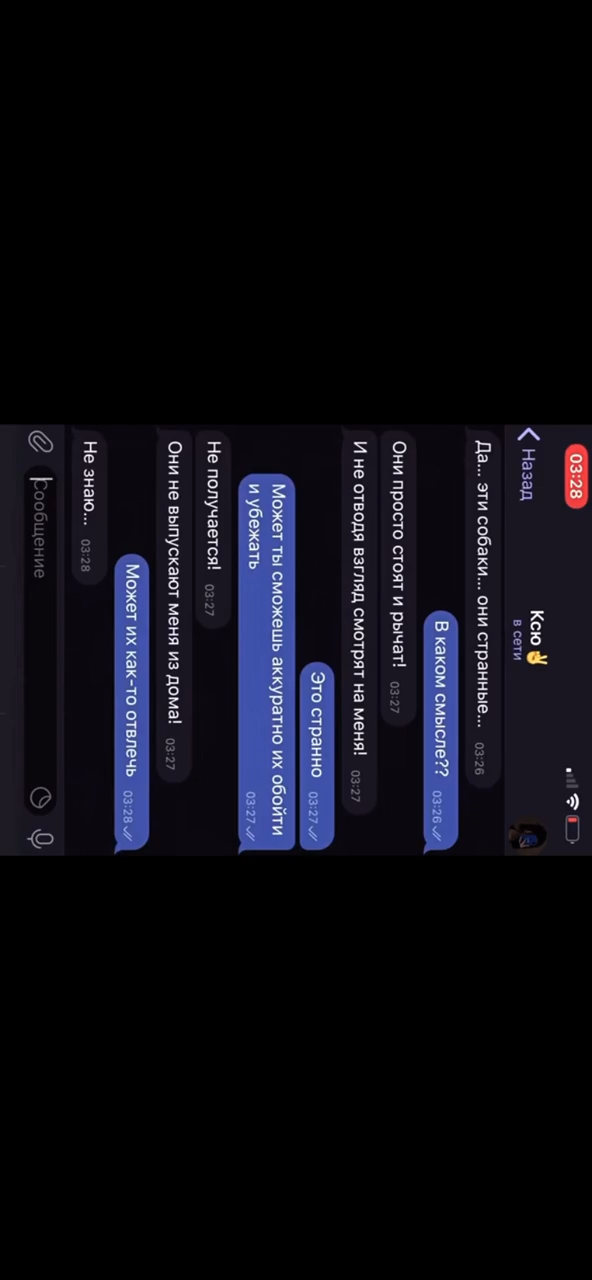 03:28
Назад
Ксю✌️
в сети
Да... эти собаки... они странные... 03:26
В каком смысле?? 03:26
Они просто стоят и рычат! 03:27
И не отводя взгляд смотрят на меня! 03:27
Это странно 03:27
Может ты сможешь аккуратно их обойти
и убежать 03:27
Не получается! 03:27
Они не выпускают меня из дома! 03:27
Может их как-то отвлечь 03:28
Не знаю... 03:28
Сообщение